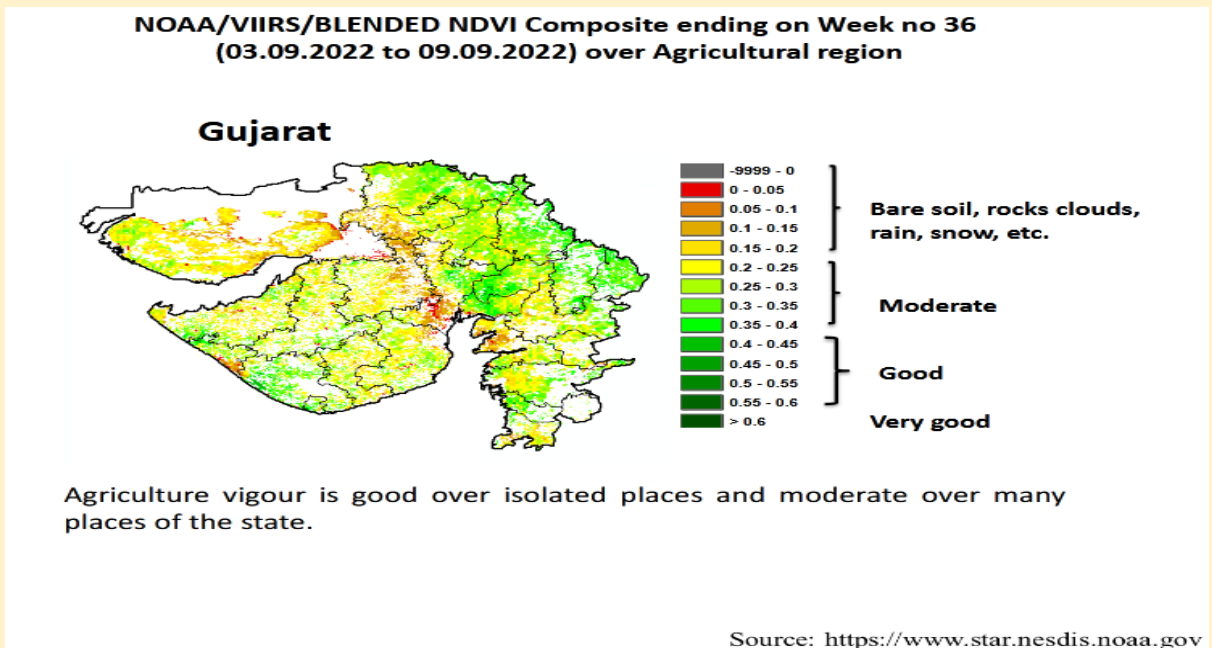 NOAA/VIIRS/BLENDED NDVI Composite ending on Week no 36
(03.09.2022 to 09.09.2022) over Agricultural region
Gujarat
-9999 - 0
0 - 0.05
0.05 - 0.1
0.1 - 0.15
0.15 - 0.2
0.2 - 0.25
0.25 - 0.3
0.3 - 0.35
0.35 - 0.4
0.4 - 0.45
0.45 - 0.5
0.5 - 0.55
0.55 - 0.6
> 0.6
Bare soil, rocks clouds,
rain, snow, etc.
Moderate
Good
Very good
Agriculture vigour is good over isolated places and moderate over many
places of the state.
Source: https://www.star.nesdis.noaa.gov